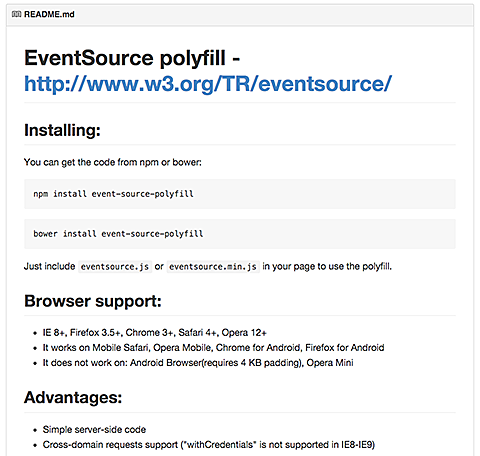 README.md
EventSource polyfill -
http://www.w3.org/TR/eventsource/
Installing:
You can get the code from npm or bower:
npm install event-source-polyfill
bower install event-source-polyfill
Just include eventsource.js or eventsource.min.js in your page to use the polyfill.
Browser support:
• IE 8+, Firefox 3.5+, Chrome 3+, Safari 4+, Opera 12+
• It works on Mobile Safari, Opera Mobile, Chrome for Android, Firefox for Android
• It does not work on: Android Browser(requires 4 KB padding), Opera Mini
Advantages:
• Simple server-side code
• Cross-domain requests support ("withCredentials" is not supported in IE8-IE9)